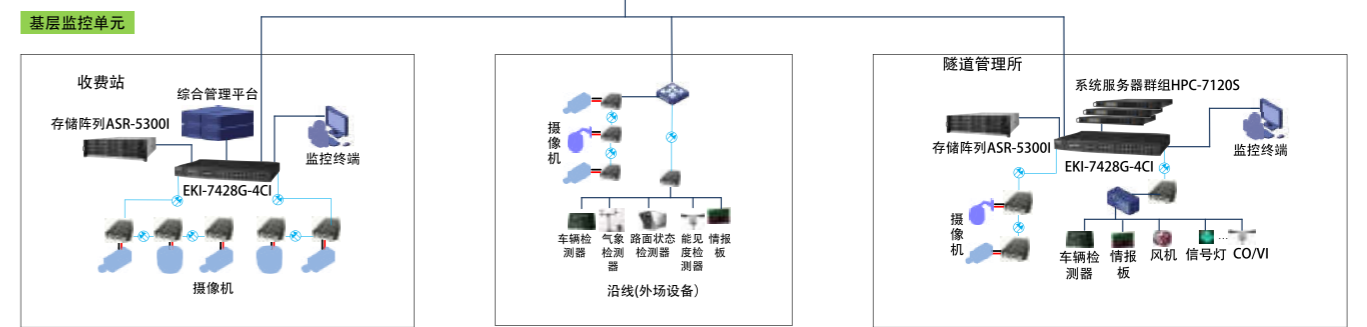 基层监控单元
收费站
综合管理平台
存储阵列ASR-5300I
监控终端
EKI-7428G-4CI
摄像机
摄
像
机
车辆检
测器
气象
检测
器
路面状态
检测器
能见
度检
测器
情报
板
沿线(外场设备)
隧道管理所
系统服务器群组HPC-7120S
存储阵列ASR-5300I
监控终端
EKI-7428G-4CI
摄
像
机
车辆检
测器
情报
板
风机
信号灯
...
CO/VI